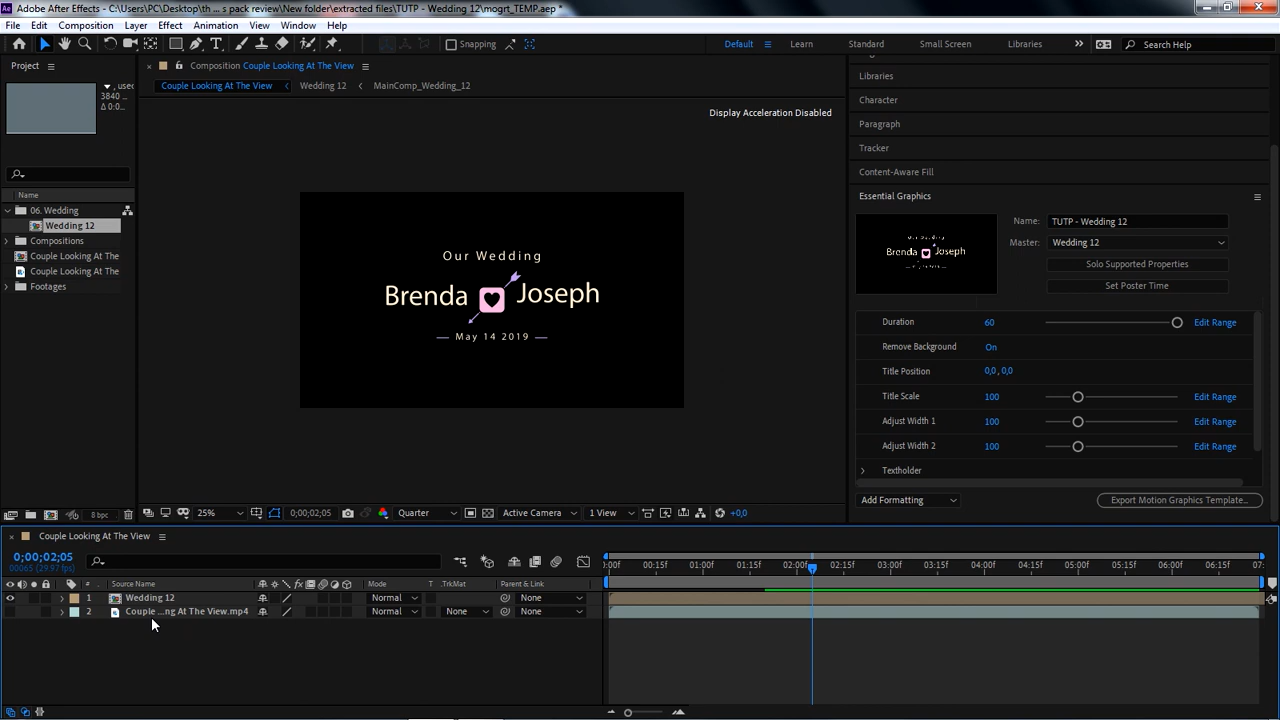 Adobe After Effects - C:\Users\PC\Desktop\th ... s pack review\New folder\extracted files\TUTP - Wedding 12\mogrt_TEMP.aep *
File Edit Composition Layer Effect Animation View Window Help
Snapping Default Learn Standard Small Screen Libraries Search Help
Project
, usec
3840
Δ 0:0
Name
06. Wedding
Wedding 12
Compositions
Couple Looking At The
Couple Looking At The
Footages
8 bpc
Composition Couple Looking At The View
Couple Looking At The View Wedding 12 MainComp_Wedding_12
Display Acceleration Disabled
Our Wedding
Brenda Joseph
May 14 2019
25% 0;00;02;05 Quarter Active Camera 1 View +0,0
Libraries
Character
Paragraph
Tracker
Content-Aware Fill
Essential Graphics
Brenda Joseph
Name: TUTP - Wedding 12
Master: Wedding 12
Solo Supported Properties
Set Poster Time
Duration 60 Edit Range
Remove Background On
Title Position 0,0, 0,0
Title Scale 100 Edit Range
Adjust Width 1 100 Edit Range
Adjust Width 2 100 Edit Range
Textholder
Add Formatting Export Motion Graphics Template...
Couple Looking At The View
0;00;02;05
00065 (29.97 fps)
# Source Name Mode T .TrkMat Parent & Link
1 Wedding 12 Normal None
2 Couple ...ng At The View.mp4 Normal None None
:00f 00:15f 01:00f 01:15f 02:00f 02:15f 03:00f 03:15f 04:00f 04:15f 05:00f 05:15f 06:00f 06:15f 07: